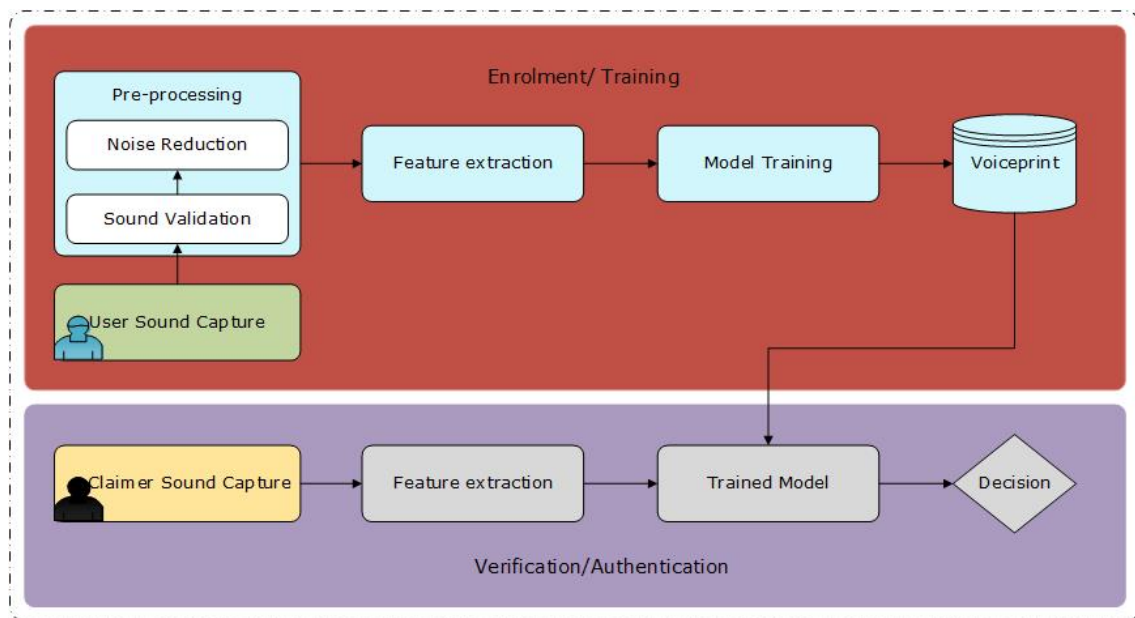 Enrolment/ Training
Pre-processing
Noise Reduction
Sound Validation
User Sound Capture
Feature extraction
Model Training
Voiceprint
Claimer Sound Capture
Feature extraction
Trained Model
Decision
Verification/Authentication